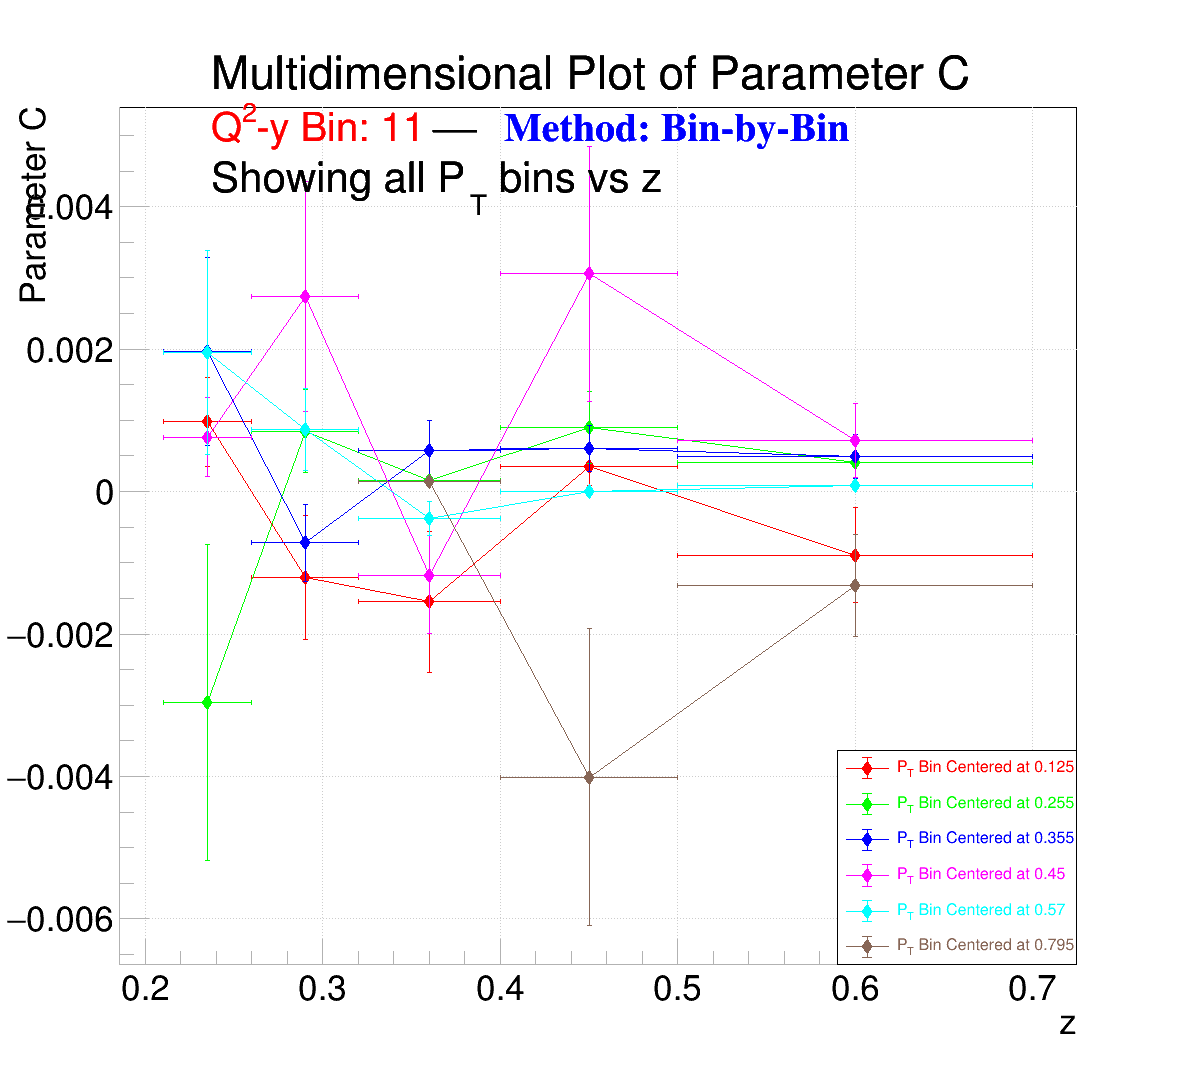 Multidimensional Plot of Parameter C
Q²-y Bin: 11 — Method: Bin-by-Bin
Showing all P_T bins vs z
Parameter C
0.004
0.002
0
−0.002
−0.004
−0.006
P_T Bin Centered at 0.125
P_T Bin Centered at 0.255
P_T Bin Centered at 0.355
P_T Bin Centered at 0.45
P_T Bin Centered at 0.57
P_T Bin Centered at 0.795
0.2 0.3 0.4 0.5 0.6 0.7
z